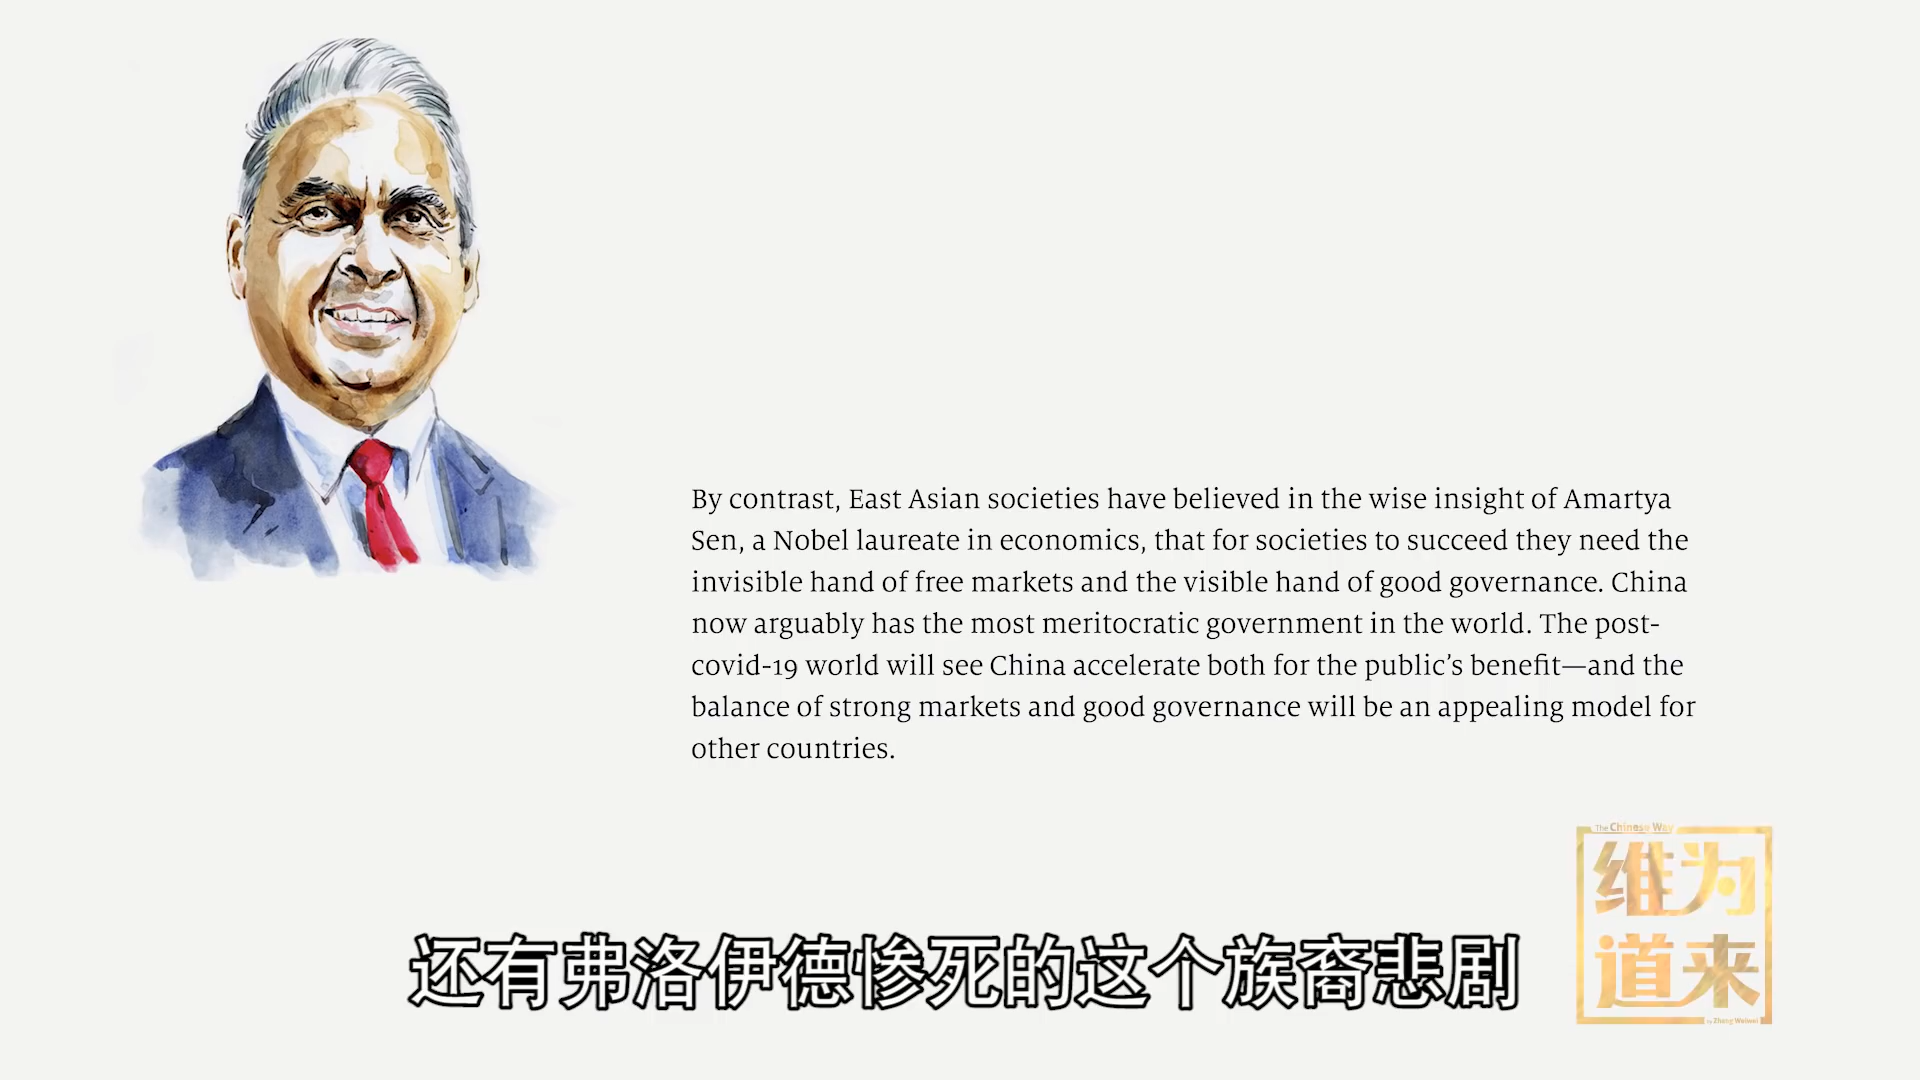 By contrast, East Asian societies have believed in the wise insight of Amartya
Sen, a Nobel laureate in economics, that for societies to succeed they need the
invisible hand of free markets and the visible hand of good governance. China
now arguably has the most meritocratic government in the world. The post-
covid-19 world will see China accelerate both for the public’s benefit—and the
balance of strong markets and good governance will be an appealing model for
other countries.
The Chinese Way
维为
道来
by Zhang Weiwei
还有弗洛伊德惨死的这个族裔悲剧